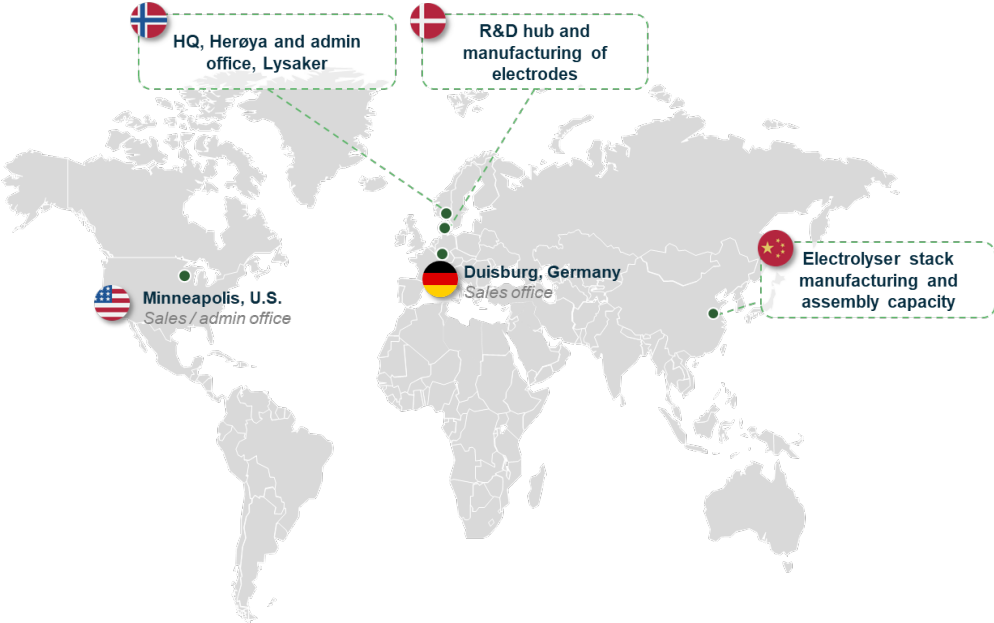 HQ, Herøya and admin
office, Lysaker
R&D hub and
manufacturing of
electrodes
Electrolyser stack
manufacturing and
assembly capacity
Duisburg, Germany
Sales office
Minneapolis, U.S.
Sales / admin office